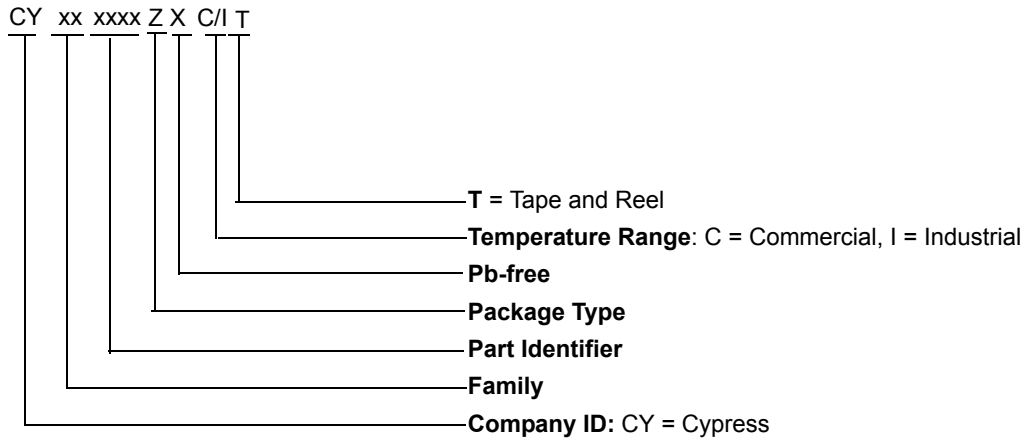 CY xx xxxx Z X C/I T
T = Tape and Reel
Temperature Range: C = Commercial, I = Industrial
Pb-free
Package Type
Part Identifier
Family
Company ID: CY = Cypress